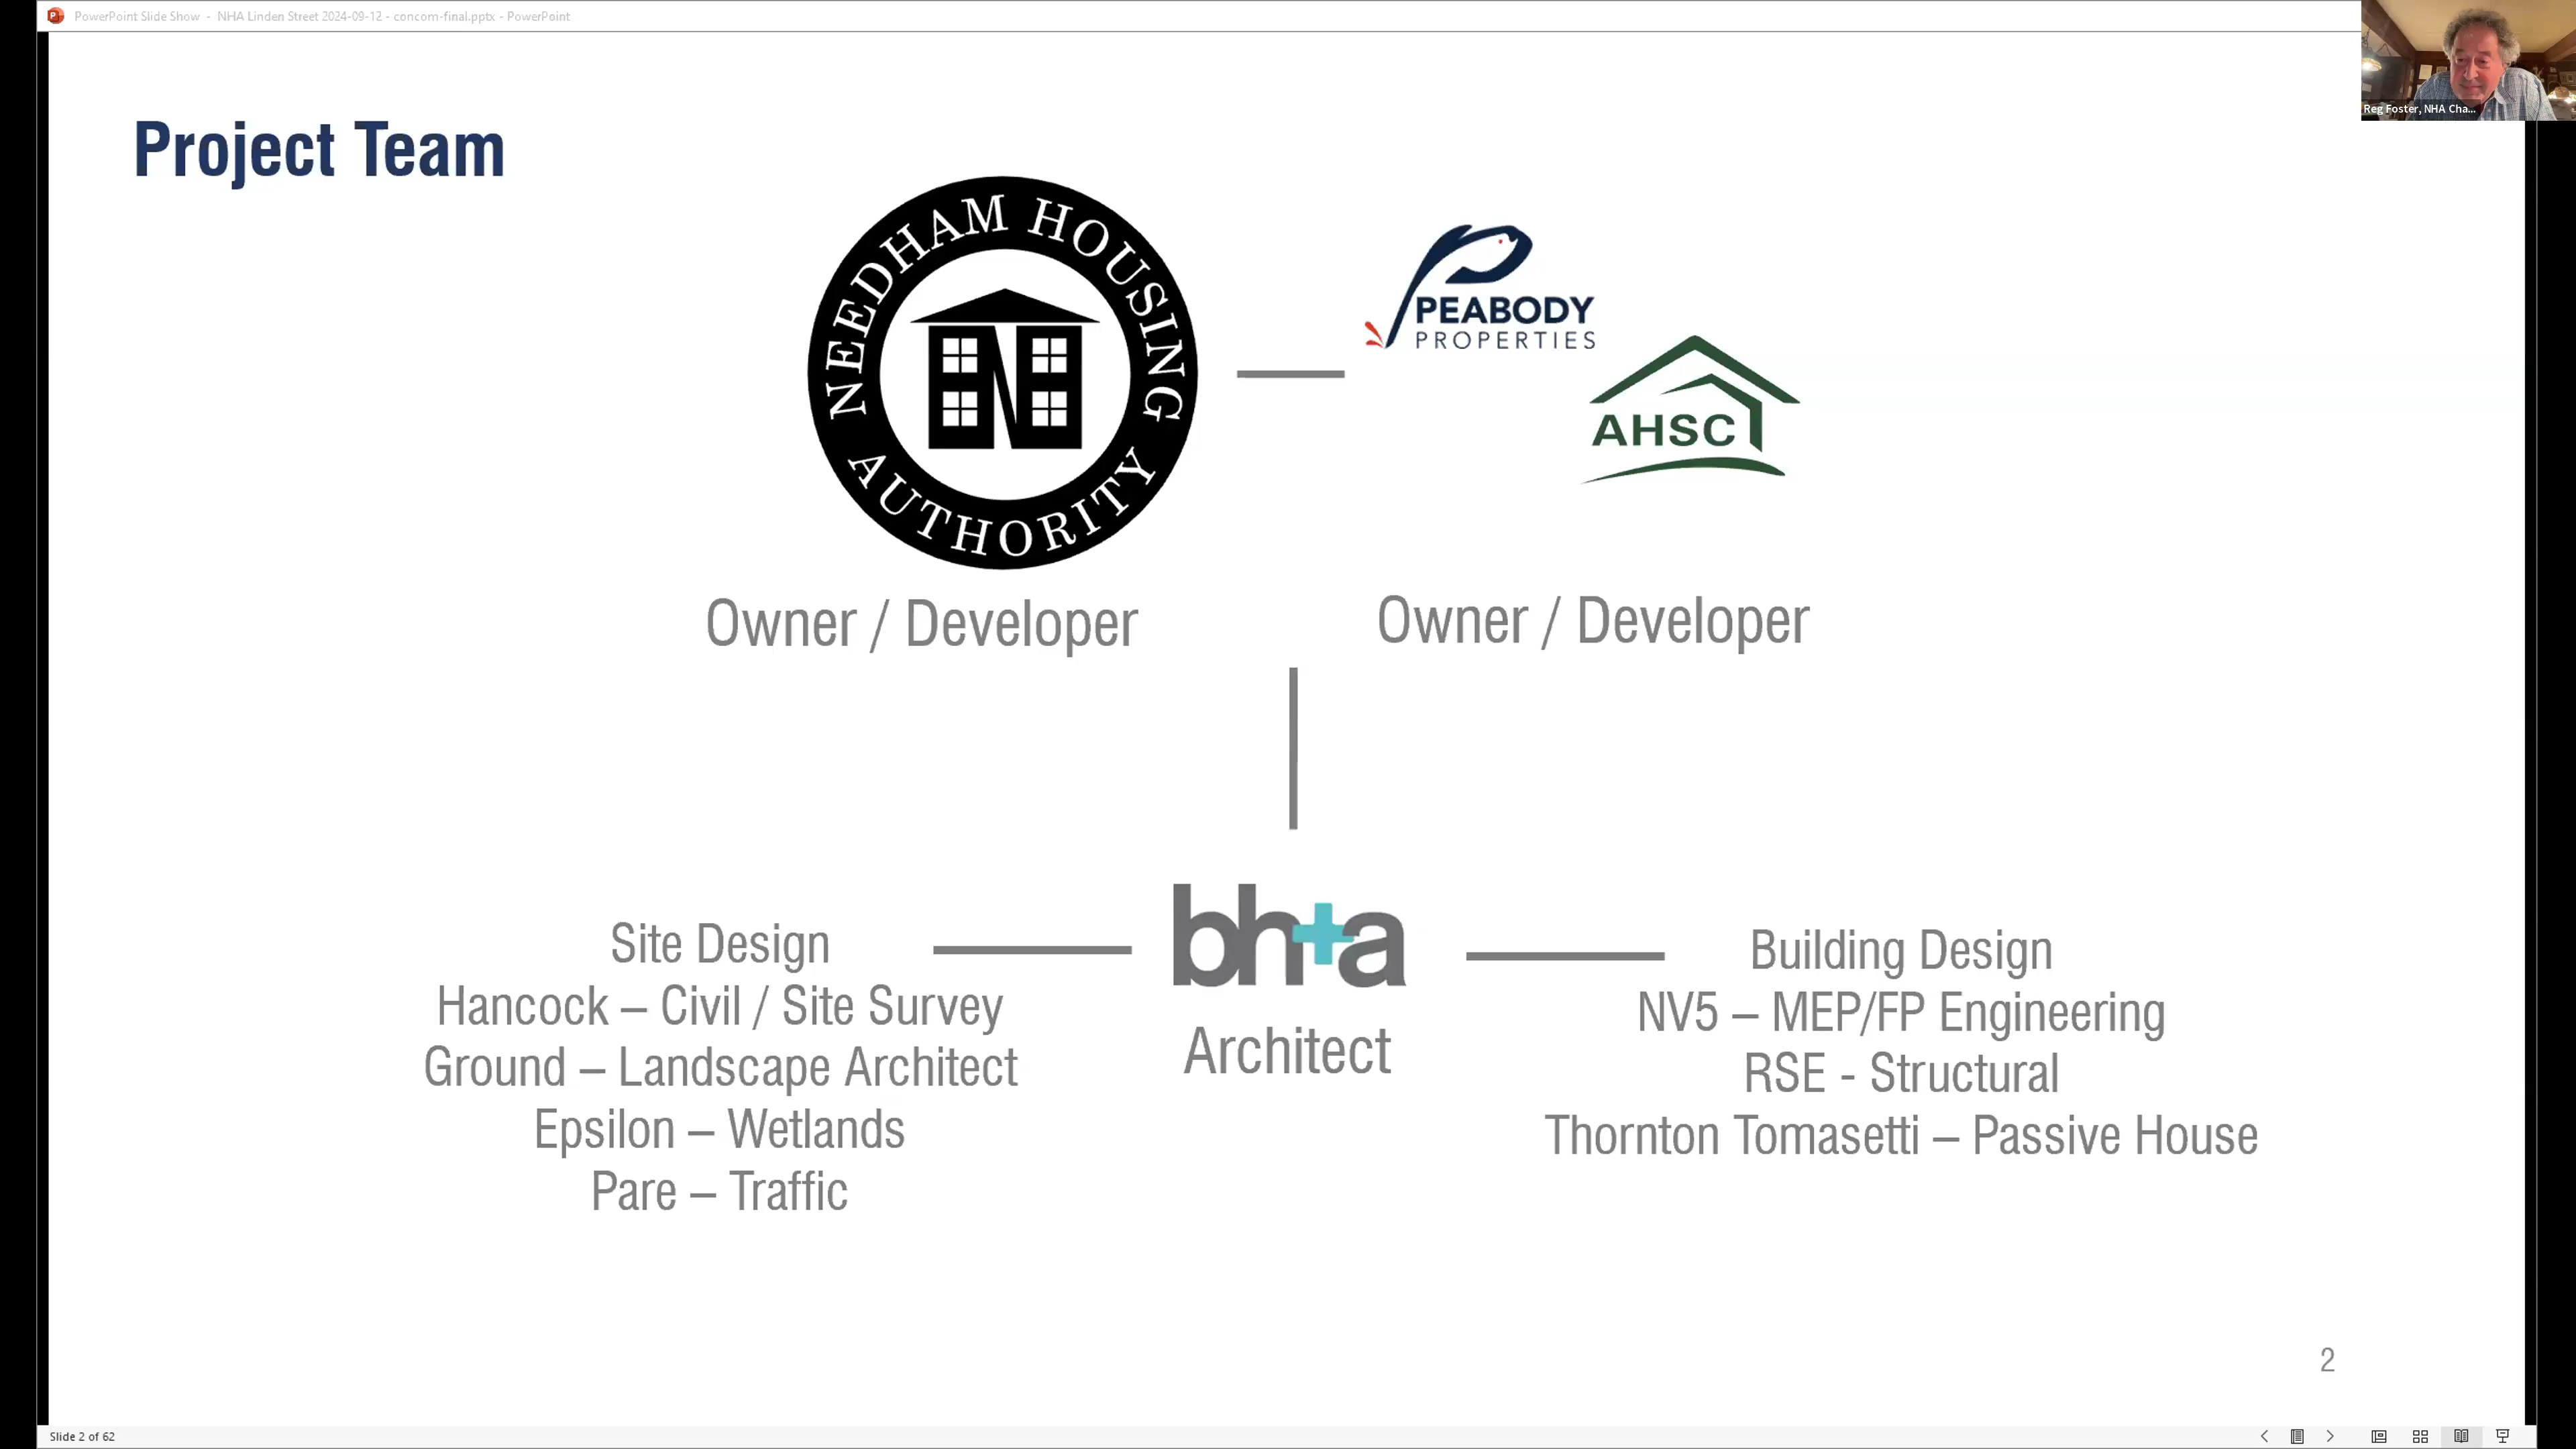 PowerPoint Slide Show - NHA Linden Street 2024-09-12 - concom-final.pptx - PowerPoint
Reg Foster, NHA Cha...
Project Team
NEEDHAM HOUSING
AUTHORITY
PEABODY
PROPERTIES
AHSC
Owner / Developer
Owner / Developer
bh+a
Architect
Site Design
Hancock – Civil / Site Survey
Ground – Landscape Architect
Epsilon – Wetlands
Pare – Traffic
Building Design
NV5 – MEP/FP Engineering
RSE - Structural
Thornton Tomasetti – Passive House
2
Slide 2 of 62